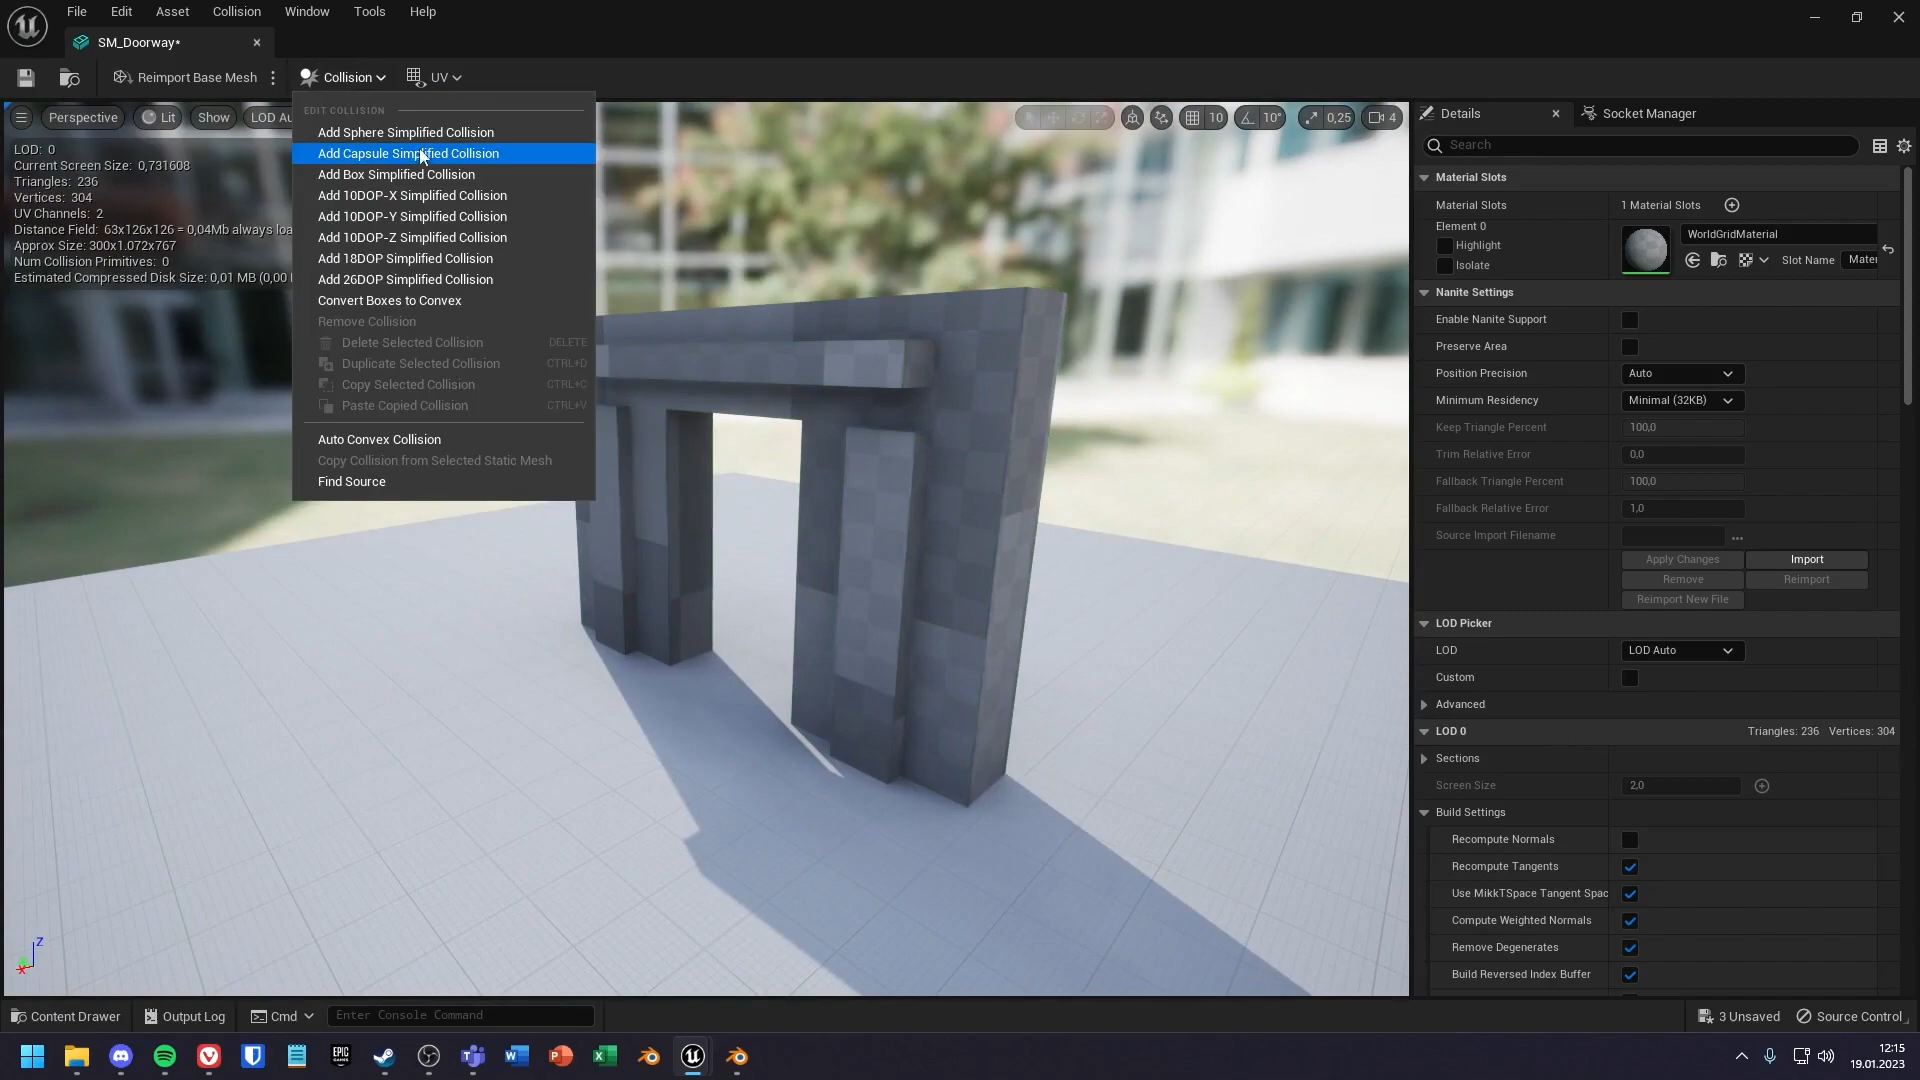 File Edit Asset Collision Window Tools Help
SM_Doorway*
Reimport Base Mesh Collision UV
Perspective Lit Show LOD Au 10 10° 0,25 4
LOD: 0
Current Screen Size: 0,731608
Triangles: 236
Vertices: 304
UV Channels: 2
Distance Field: 63x126x126 = 0,04Mb always loa
Approx Size: 300x1.072x767
Num Collision Primitives: 0
Estimated Compressed Disk Size: 0,01 MB (0,00
EDIT COLLISION
Add Sphere Simplified Collision
Add Capsule Simplified Collision
Add Box Simplified Collision
Add 10DOP-X Simplified Collision
Add 10DOP-Y Simplified Collision
Add 10DOP-Z Simplified Collision
Add 18DOP Simplified Collision
Add 26DOP Simplified Collision
Convert Boxes to Convex
Remove Collision
Delete Selected Collision DELETE
Duplicate Selected Collision CTRL+D
Copy Selected Collision CTRL+C
Paste Copied Collision CTRL+V
Auto Convex Collision
Copy Collision from Selected Static Mesh
Find Source
Z
X
Details Socket Manager
Search
Material Slots
Material Slots 1 Material Slots
Element 0
Highlight
Isolate
WorldGridMaterial
Slot Name Mater
Nanite Settings
Enable Nanite Support
Preserve Area
Position Precision Auto
Minimum Residency Minimal (32KB)
Keep Triangle Percent 100,0
Trim Relative Error 0,0
Fallback Triangle Percent 100,0
Fallback Relative Error 1,0
Source Import Filename ...
Apply Changes Import
Remove Reimport
Reimport New File
LOD Picker
LOD LOD Auto
Custom
Advanced
LOD 0 Triangles: 236 Vertices: 304
Sections
Screen Size 2,0
Build Settings
Recompute Normals
Recompute Tangents
Use MikkTSpace Tangent Spac
Compute Weighted Normals
Remove Degenerates
Build Reversed Index Buffer
Content Drawer Output Log Cmd Enter Console Command 3 Unsaved Source Control
EPIC GAMES
12:15
19.01.2023